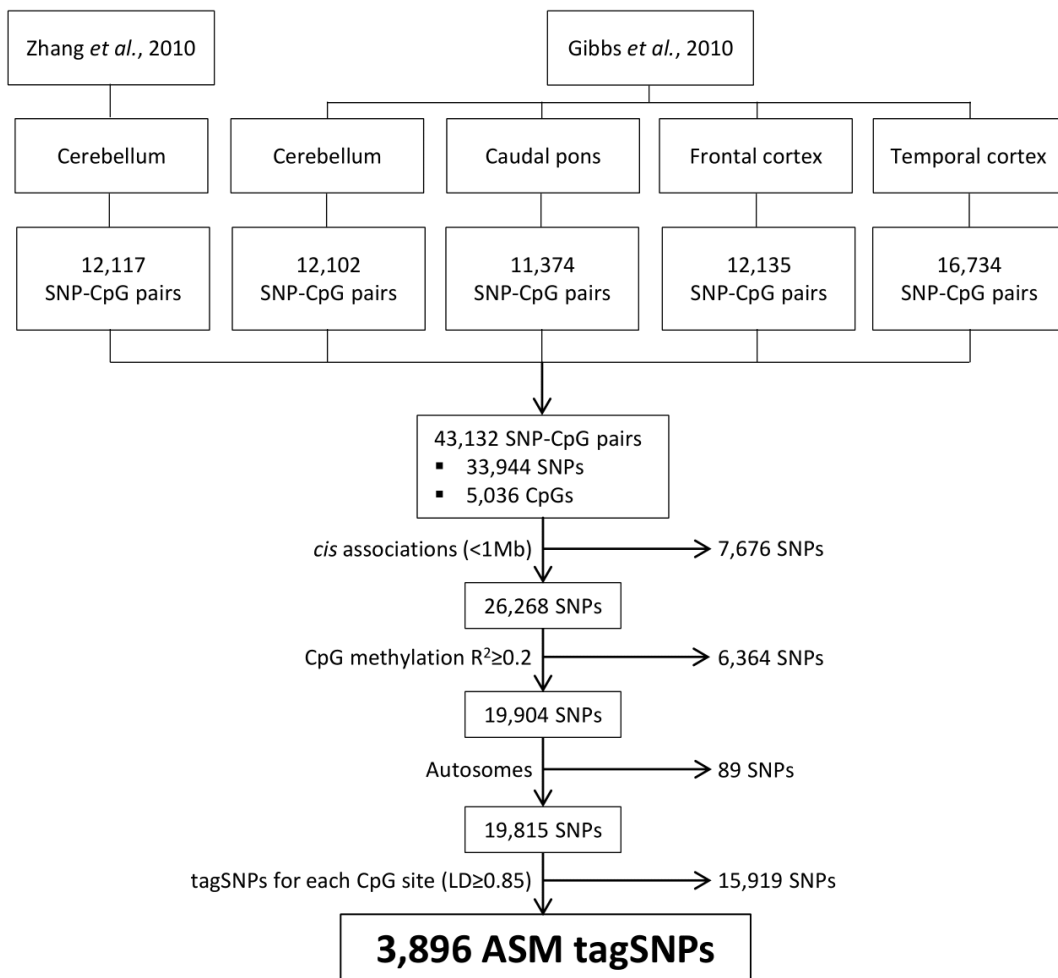 Zhang et al., 2010
Gibbs et al., 2010
Cerebellum
Cerebellum
Caudal pons
Frontal cortex
Temporal cortex
12,117
SNP-CpG pairs
12,102
SNP-CpG pairs
11,374
SNP-CpG pairs
12,135
SNP-CpG pairs
16,734
SNP-CpG pairs
43,132 SNP-CpG pairs
▪ 33,944 SNPs
▪ 5,036 CpGs
cis associations (<1Mb)
7,676 SNPs
26,268 SNPs
CpG methylation R²≥0.2
6,364 SNPs
19,904 SNPs
Autosomes
89 SNPs
19,815 SNPs
tagSNPs for each CpG site (LD≥0.85)
15,919 SNPs
3,896 ASM tagSNPs